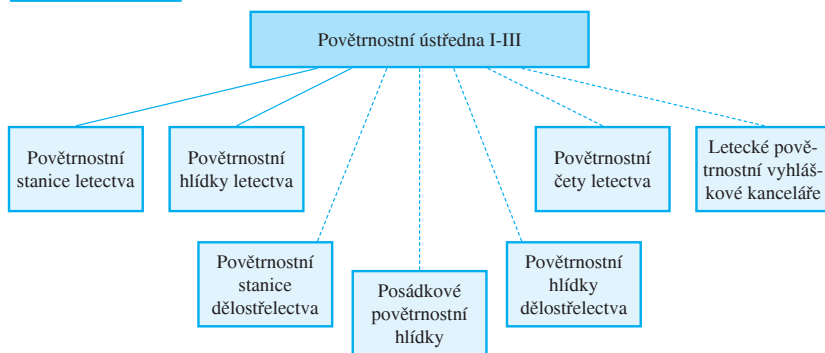 Povětrnostní ústředna I-III
Povětrnostní
stanice letectva
Povětrnostní
hlídky letectva
Povětrnostní
čety letectva
Letecké pově-
trnostní vyhláš-
kové kanceláře
Povětrnostní
stanice
dělostřelectva
Posádkové
povětrnostní
hlídky
Povětrnostní
hlídky
dělostřelectva